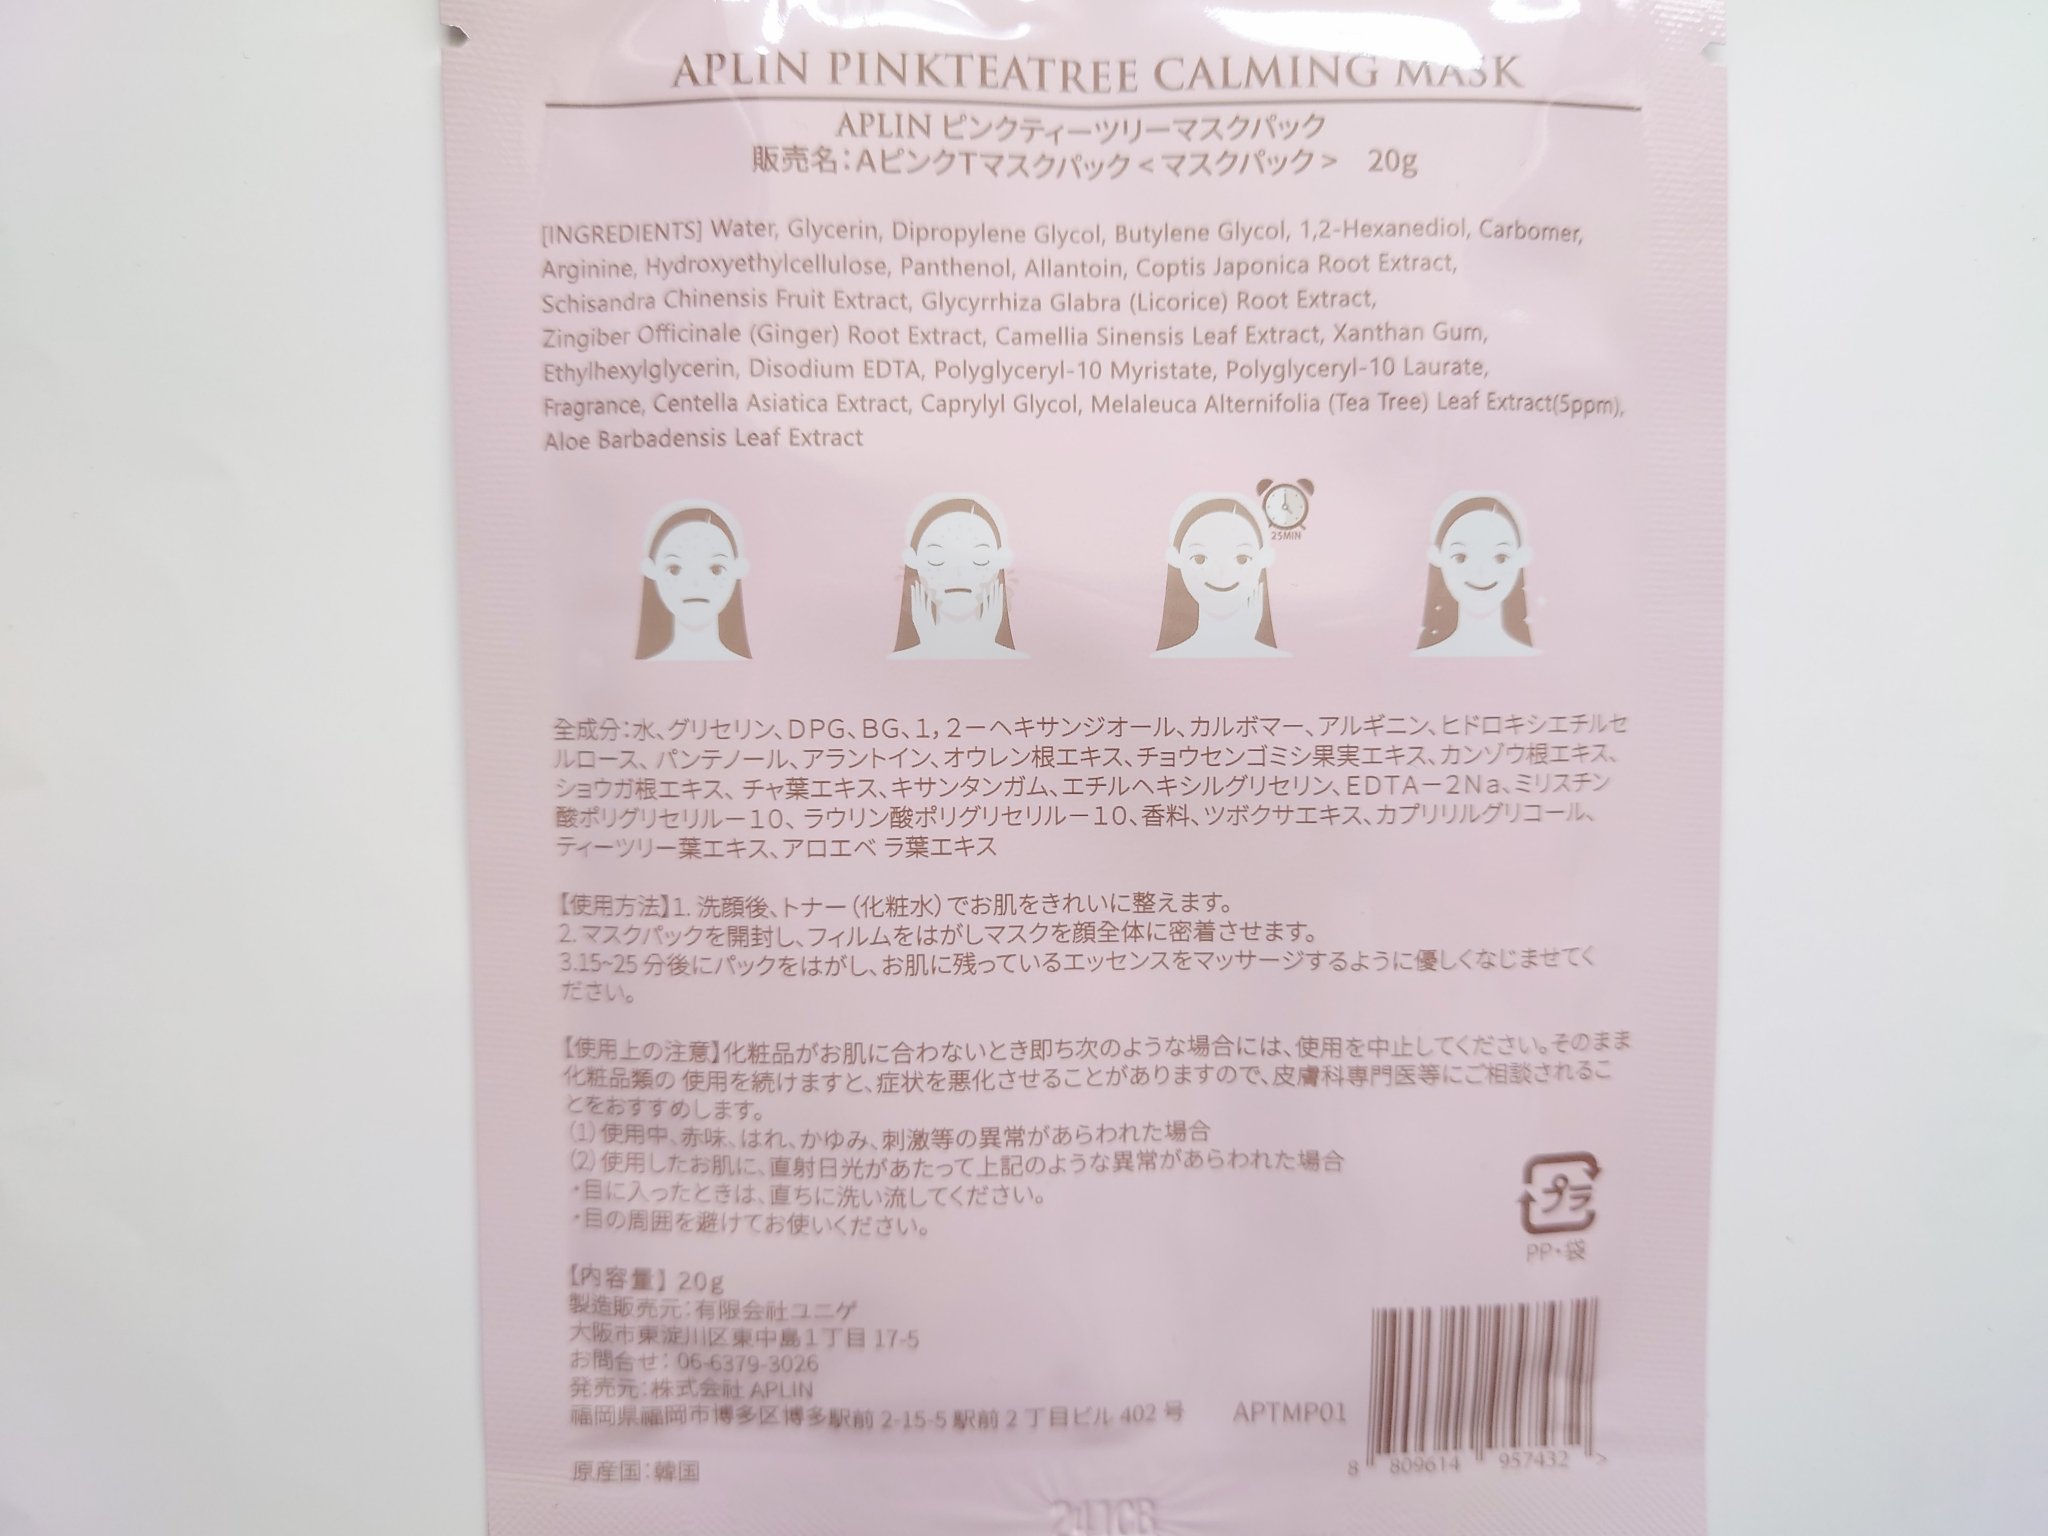 APLIN PINKTEATREE CALMING MASK
APLIN ピンクティーツリーマスクパック
販売名：AピンクTマスクパック＜マスクパック＞ 20g
[INGREDIENTS] Water, Glycerin, Dipropylene Glycol, Butylene Glycol, 1,2-Hexanediol, Carbomer,
Arginine, Hydroxyethylcellulose, Panthenol, Allantoin, Coptis Japonica Root Extract,
Schisandra Chinensis Fruit Extract, Glycyrrhiza Glabra (Licorice) Root Extract,
Zingiber Officinale (Ginger) Root Extract, Camellia Sinensis Leaf Extract, Xanthan Gum,
Ethylhexylglycerin, Disodium EDTA, Polyglyceryl-10 Myristate, Polyglyceryl-10 Laurate,
Fragrance, Centella Asiatica Extract, Caprylyl Glycol, Melaleuca Alternifolia (Tea Tree) Leaf Extract(5ppm),
Aloe Barbadensis Leaf Extract
25MIN
全成分：水、グリセリン、DPG、BG、1，2－ヘキサンジオール、カルボマー、アルギニン、ヒドロキシエチルセ
ルロース、パンテノール、アラントイン、オウレン根エキス、チョウセンゴミシ果実エキス、カンゾウ根エキス、
ショウガ根エキス、チャ葉エキス、キサンタンガム、エチルヘキシルグリセリン、EDTA－2Na、ミリスチン
酸ポリグリセリル－10、ラウリン酸ポリグリセリル－10、香料、ツボクサエキス、カプリリルグリコール、
ティーツリー葉エキス、アロエベ ラ葉エキス
【使用方法】1. 洗顔後、トナー（化粧水）でお肌をきれいに整えます。
2. マスクパックを開封し、フィルムをはがしマスクを顔全体に密着させます。
3.15~25 分後にパックをはがし、お肌に残っているエッセンスをマッサージするように優しくなじませてく
ださい。
【使用上の注意】化粧品がお肌に合わないとき即ち次のような場合には、使用を中止してください。そのまま
化粧品類の 使用を続けますと、症状を悪化させることがありますので、皮膚科専門医等にご相談されるこ
とをおすすめします。
（1）使用中、赤味、はれ、かゆみ、刺激等の異常があらわれた場合
（2）使用したお肌に、直射日光があたって上記のような異常があらわれた場合
・目に入ったときは、直ちに洗い流してください。
・目の周囲を避けてお使いください。
プラ
PP・袋
【内容量】20g
製造販売元：有限会社ユニゲ
大阪市東淀川区東中島1丁目 17-5
お問合せ：06-6379-3026
発売元：株式会社 APLIN
福岡県福岡市博多区博多駅前 2-15-5 駅前 2 丁目ビル 402 号
APTMP01
8 809614 957432 >
原産国：韓国